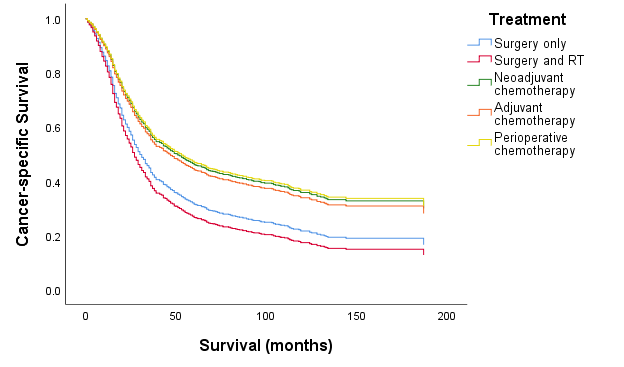 Treatment
Surgery only
Surgery and RT
Neoadjuvant
chemotherapy
Adjuvant
chemotherapy
Perioperative
chemotherapy
Cancer-specific Survival
1.0
0.8
0.6
0.4
0.2
0.0
0 50 100 150 200
Survival (months)